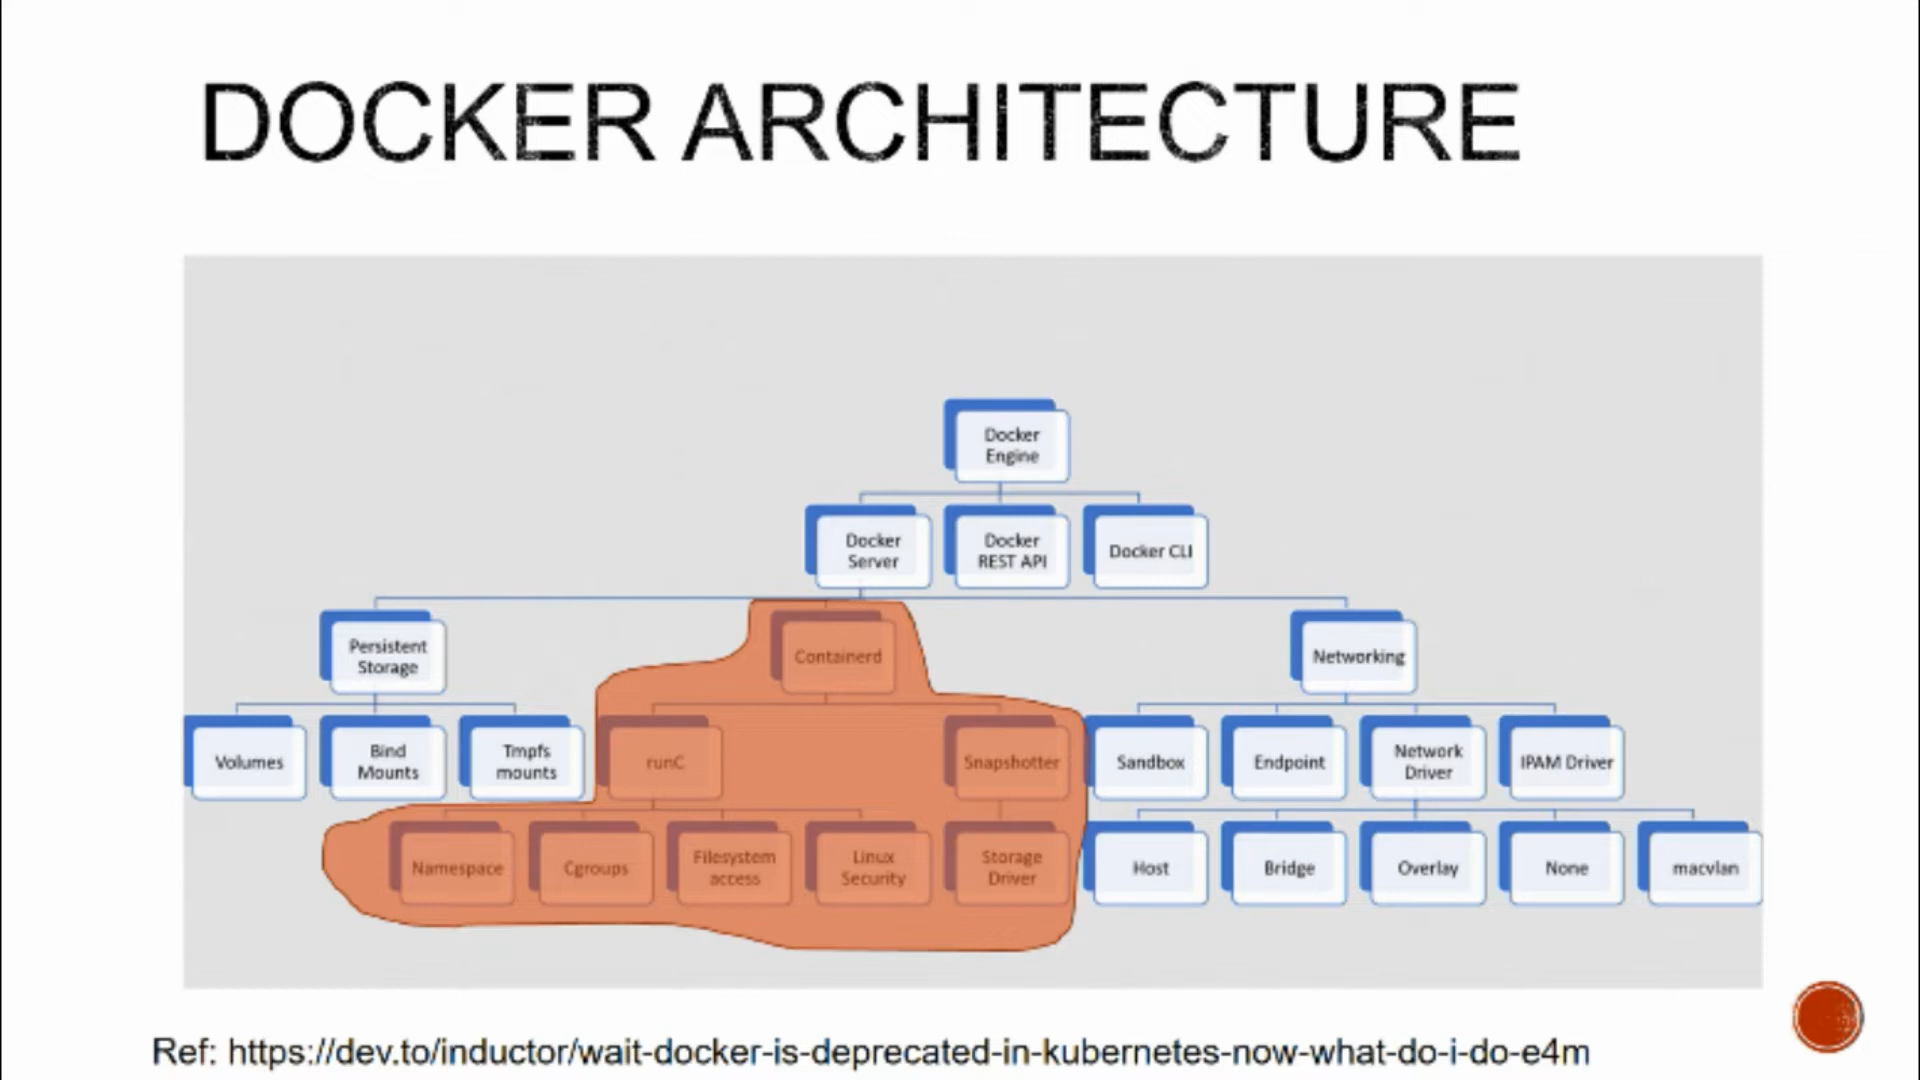 DOCKER ARCHITECTURE
Docker
Engine
Docker
Server
Docker
REST API
Docker CLI
Persistent
Storage
Containerd
Networking
Volumes
Bind
Mounts
Tmpfs
mounts
runC
Snapshotter
Sandbox
Endpoint
Network
Driver
IPAM Driver
Namespace
Cgroups
Filesystem
access
Linux
Security
Storage
Driver
Host
Bridge
Overlay
None
macvlan
Ref: https://dev.to/inductor/wait-docker-is-deprecated-in-kubernetes-now-what-do-i-do-e4m